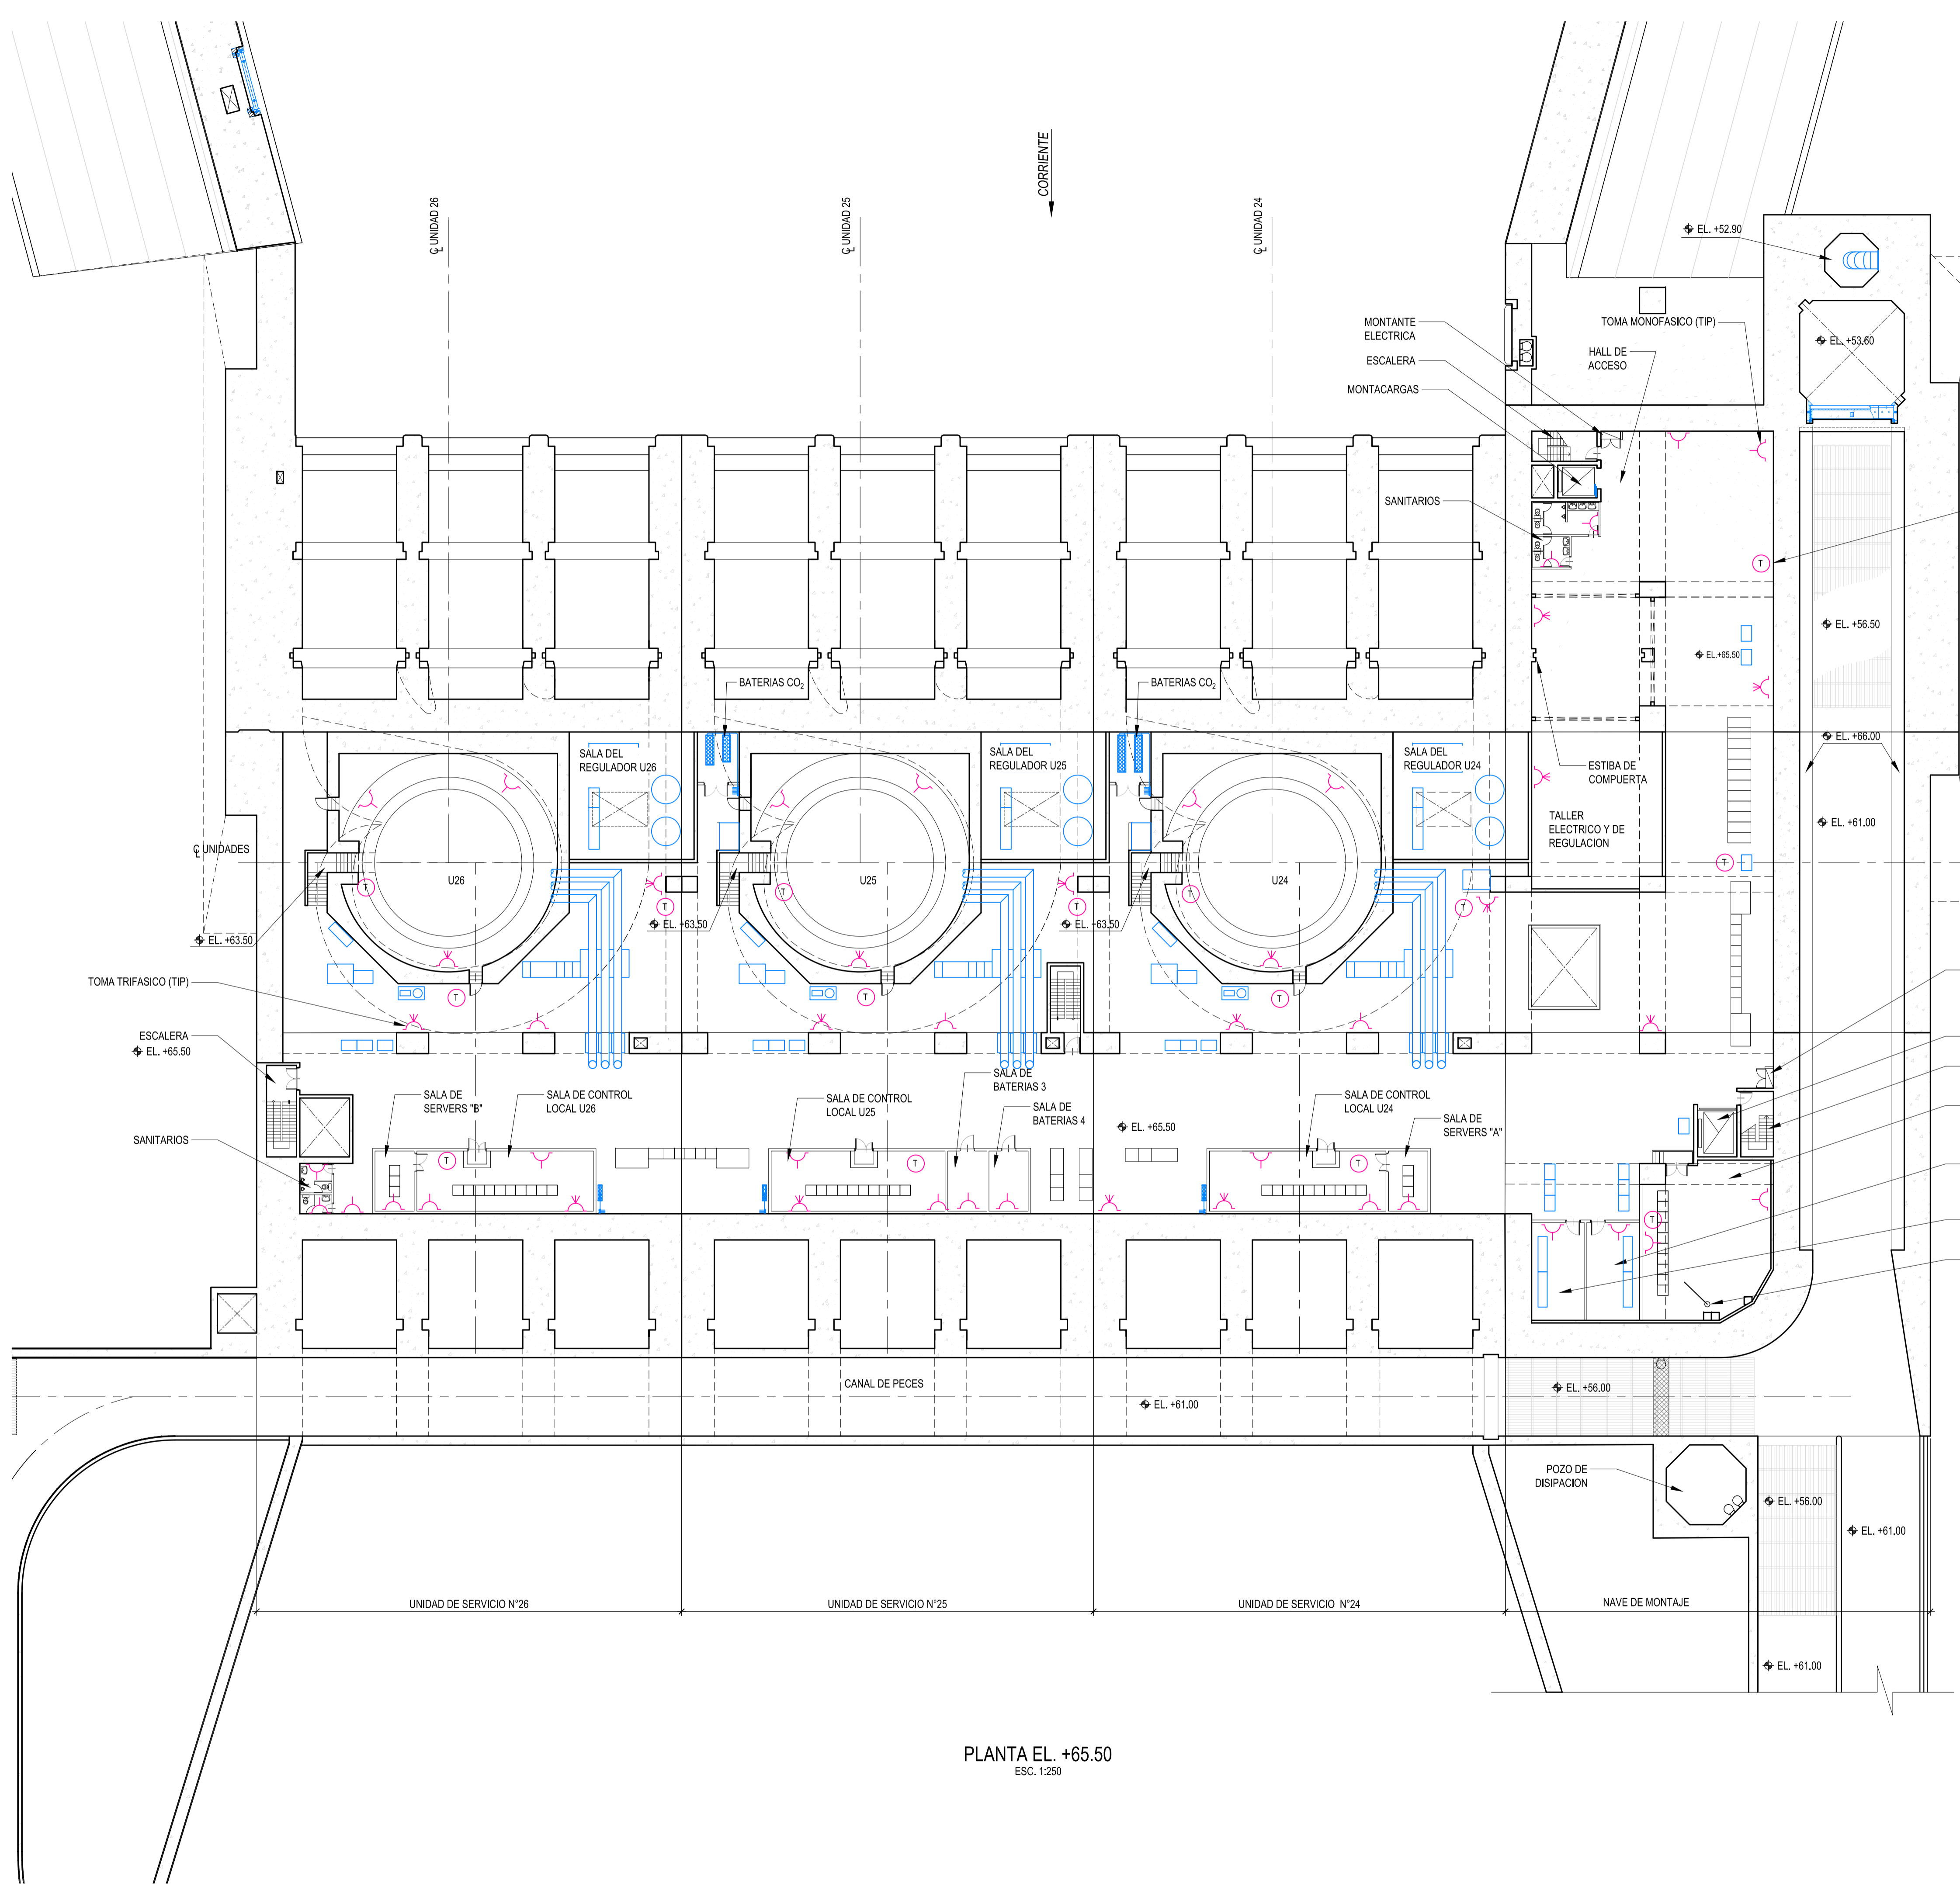 CORRIENTE
℄ UNIDAD 26
℄ UNIDAD 25
℄ UNIDAD 24
EL. +52.90
MONTANTE
ELECTRICA
TOMA MONOFASICO (TIP)
EL. +53.60
ESCALERA
HALL DE
ACCESO
MONTACARGAS
SANITARIOS
T
EL. +56.50
EL.+65.50
BATERIAS CO2
BATERIAS CO2
EL. +66.00
SALA DEL
REGULADOR U26
SALA DEL
REGULADOR U25
SALA DEL
REGULADOR U24
ESTIBA DE
COMPUERTA
TALLER
ELECTRICO Y DE
REGULACION
EL. +61.00
℄ UNIDADES
T
U26
U25
U24
T
T
T
T
T
T
EL. +63.50
EL. +63.50
EL. +63.50
TOMA TRIFASICO (TIP)
T
T
T
ESCALERA
EL. +65.50
SALA DE
BATERIAS 3
SALA DE
SERVERS "B"
SALA DE CONTROL
LOCAL U26
SALA DE CONTROL
LOCAL U25
SALA DE
BATERIAS 4
SALA DE CONTROL
LOCAL U24
SALA DE
SERVERS "A"
EL. +65.50
SANITARIOS
T
T
T
T
CANAL DE PECES
EL. +61.00
EL. +56.00
POZO DE
DISIPACION
EL. +56.00
EL. +61.00
UNIDAD DE SERVICIO N°26
UNIDAD DE SERVICIO N°25
UNIDAD DE SERVICIO N°24
NAVE DE MONTAJE
EL. +61.00
PLANTA EL. +65.50
ESC. 1:250